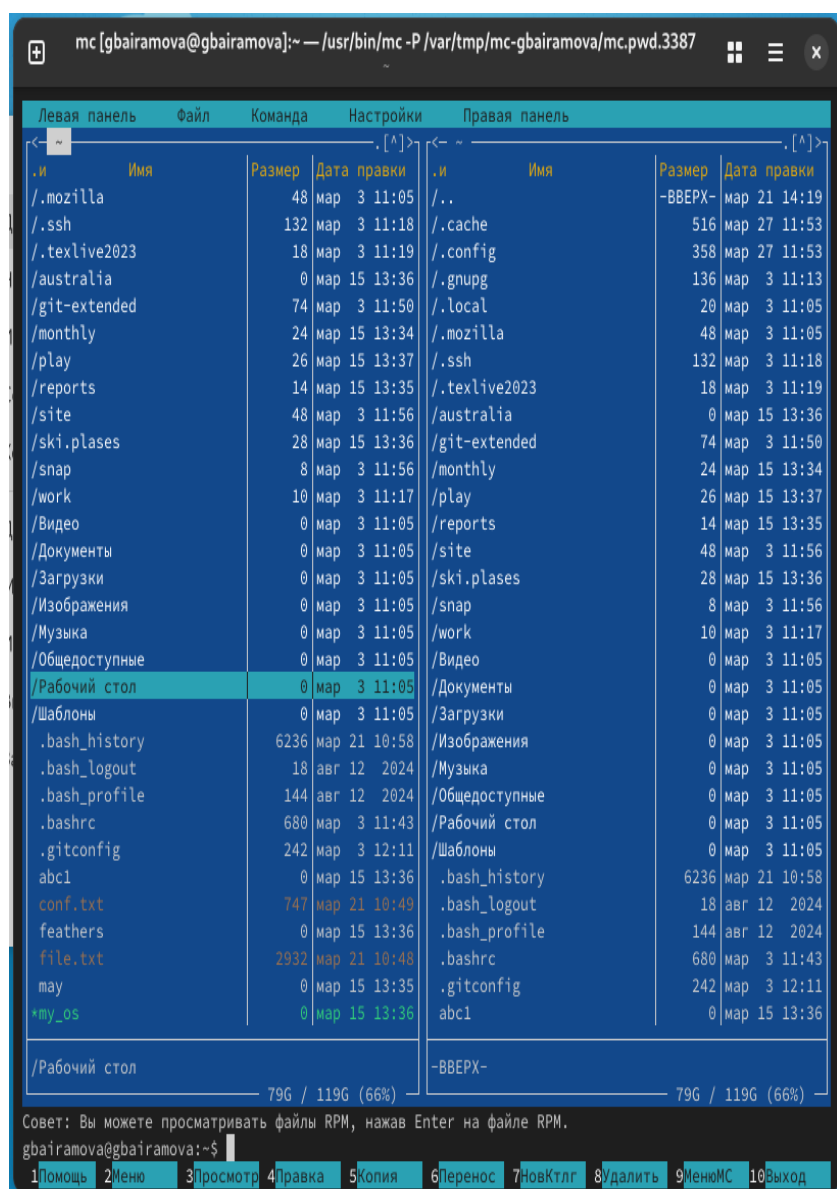 mc [gbairamova@gbairamova]:~ — /usr/bin/mc -P /var/tmp/mc-gbairamova/mc.pwd.3387
~
Левая панель Файл Команда Настройки Правая панель
<- ~ .[^]>
.и Имя Размер Дата правки
/.mozilla 48 мар 3 11:05
/.ssh 132 мар 3 11:18
/.texlive2023 18 мар 3 11:19
/australia 0 мар 15 13:36
/git-extended 74 мар 3 11:50
/monthly 24 мар 15 13:34
/play 26 мар 15 13:37
/reports 14 мар 15 13:35
/site 48 мар 3 11:56
/ski.plases 28 мар 15 13:36
/snap 8 мар 3 11:56
/work 10 мар 3 11:17
/Видео 0 мар 3 11:05
/Документы 0 мар 3 11:05
/Загрузки 0 мар 3 11:05
/Изображения 0 мар 3 11:05
/Музыка 0 мар 3 11:05
/Общедоступные 0 мар 3 11:05
/Рабочий стол 0 мар 3 11:05
/Шаблоны 0 мар 3 11:05
.bash_history 6236 мар 21 10:58
.bash_logout 18 авг 12 2024
.bash_profile 144 авг 12 2024
.bashrc 680 мар 3 11:43
.gitconfig 242 мар 3 12:11
abc1 0 мар 15 13:36
conf.txt 747 мар 21 10:49
feathers 0 мар 15 13:36
file.txt 2932 мар 21 10:48
may 0 мар 15 13:35
*my_os 0 мар 15 13:36
/Рабочий стол
79G / 119G (66%)
<- ~ .[^]>
.и Имя Размер Дата правки
/.. -ВВЕРХ- мар 21 14:19
/.cache 516 мар 27 11:53
/.config 358 мар 27 11:53
/.gnupg 136 мар 3 11:13
/.local 20 мар 3 11:05
/.mozilla 48 мар 3 11:05
/.ssh 132 мар 3 11:18
/.texlive2023 18 мар 3 11:19
/australia 0 мар 15 13:36
/git-extended 74 мар 3 11:50
/monthly 24 мар 15 13:34
/play 26 мар 15 13:37
/reports 14 мар 15 13:35
/site 48 мар 3 11:56
/ski.plases 28 мар 15 13:36
/snap 8 мар 3 11:56
/work 10 мар 3 11:17
/Видео 0 мар 3 11:05
/Документы 0 мар 3 11:05
/Загрузки 0 мар 3 11:05
/Изображения 0 мар 3 11:05
/Музыка 0 мар 3 11:05
/Общедоступные 0 мар 3 11:05
/Рабочий стол 0 мар 3 11:05
/Шаблоны 0 мар 3 11:05
.bash_history 6236 мар 21 10:58
.bash_logout 18 авг 12 2024
.bash_profile 144 авг 12 2024
.bashrc 680 мар 3 11:43
.gitconfig 242 мар 3 12:11
abc1 0 мар 15 13:36
-ВВЕРХ-
79G / 119G (66%)
Совет: Вы можете просматривать файлы RPM, нажав Enter на файле RPM.
gbairamova@gbairamova:~$
1Помощь 2Меню 3Просмотр 4Правка 5Копия 6Перенос 7НовКтлг 8Удалить 9МенюМС 10Выход